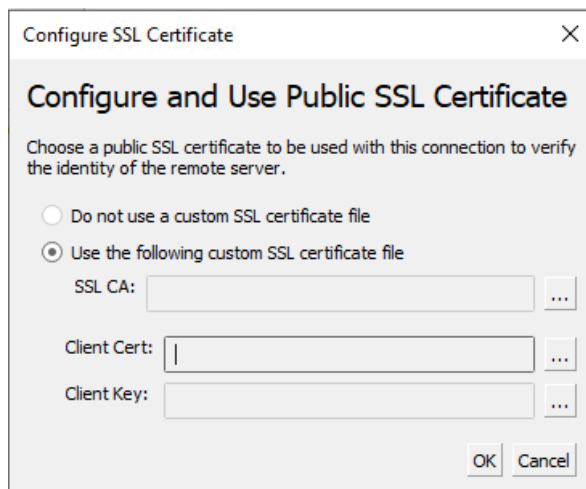 Configure SSL Certificate
Configure and Use Public SSL Certificate
Choose a public SSL certificate to be used with this connection to verify
the identity of the remote server.
Do not use a custom SSL certificate file
Use the following custom SSL certificate file
SSL CA:
...
Client Cert:
...
Client Key:
...
OK Cancel